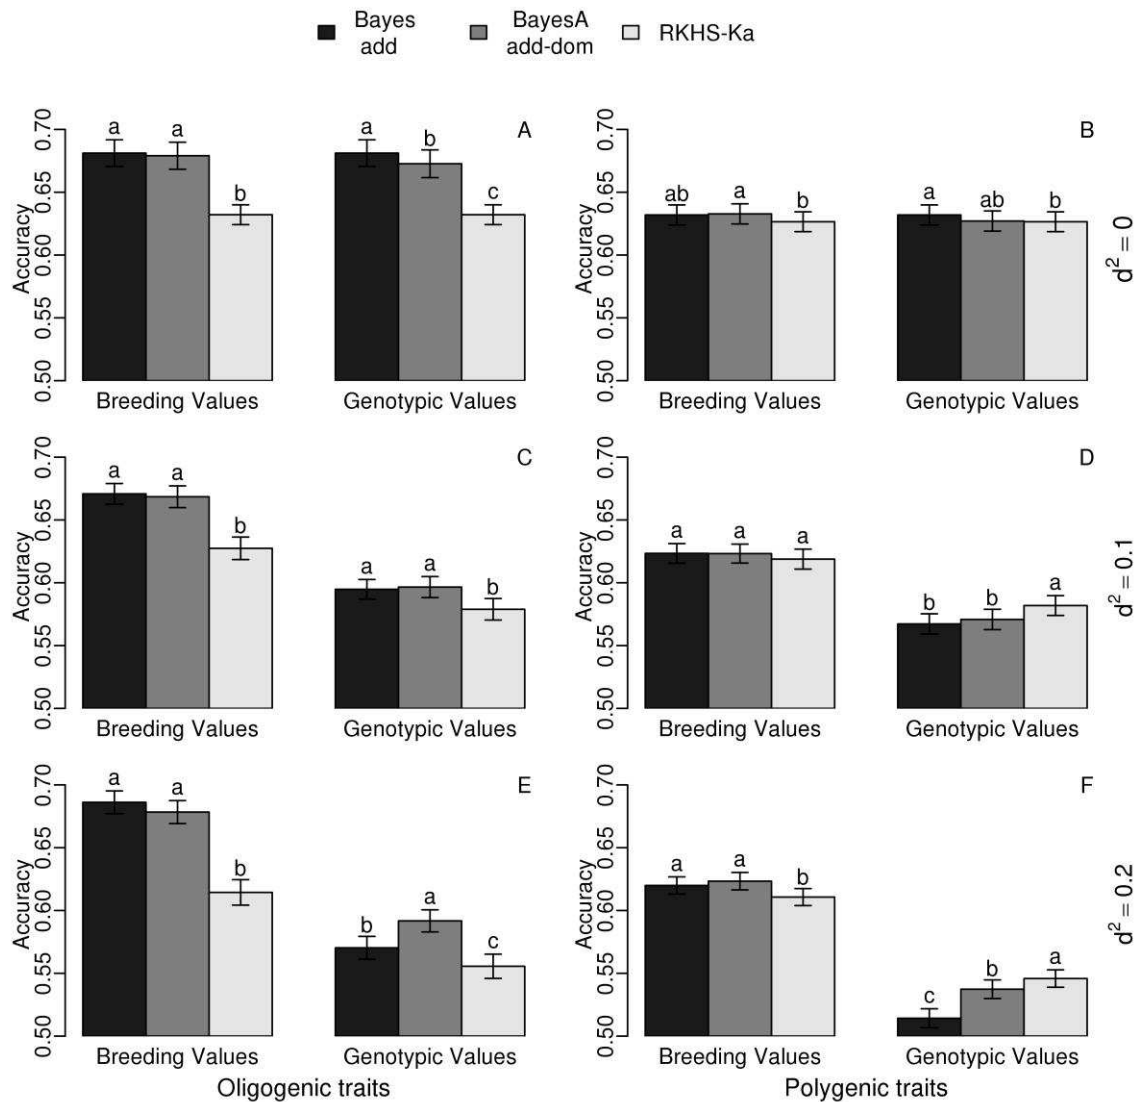 Bayes add
BayesA add-dom
RKHS-Ka
A
Accuracy
0.50 0.55 0.60 0.65 0.70
a a b
a b c
Breeding Values Genotypic Values
B
Accuracy
0.50 0.55 0.60 0.65 0.70
ab a b
a ab b
Breeding Values Genotypic Values
d² = 0
C
Accuracy
0.50 0.55 0.60 0.65 0.70
a a b
a a b
Breeding Values Genotypic Values
D
Accuracy
0.50 0.55 0.60 0.65 0.70
a a a
b b a
Breeding Values Genotypic Values
d² = 0.1
E
Accuracy
0.50 0.55 0.60 0.65 0.70
a a b
b a c
Breeding Values Genotypic Values
Oligogenic traits
F
Accuracy
0.50 0.55 0.60 0.65 0.70
a a b
c b a
Breeding Values Genotypic Values
Polygenic traits
d² = 0.2